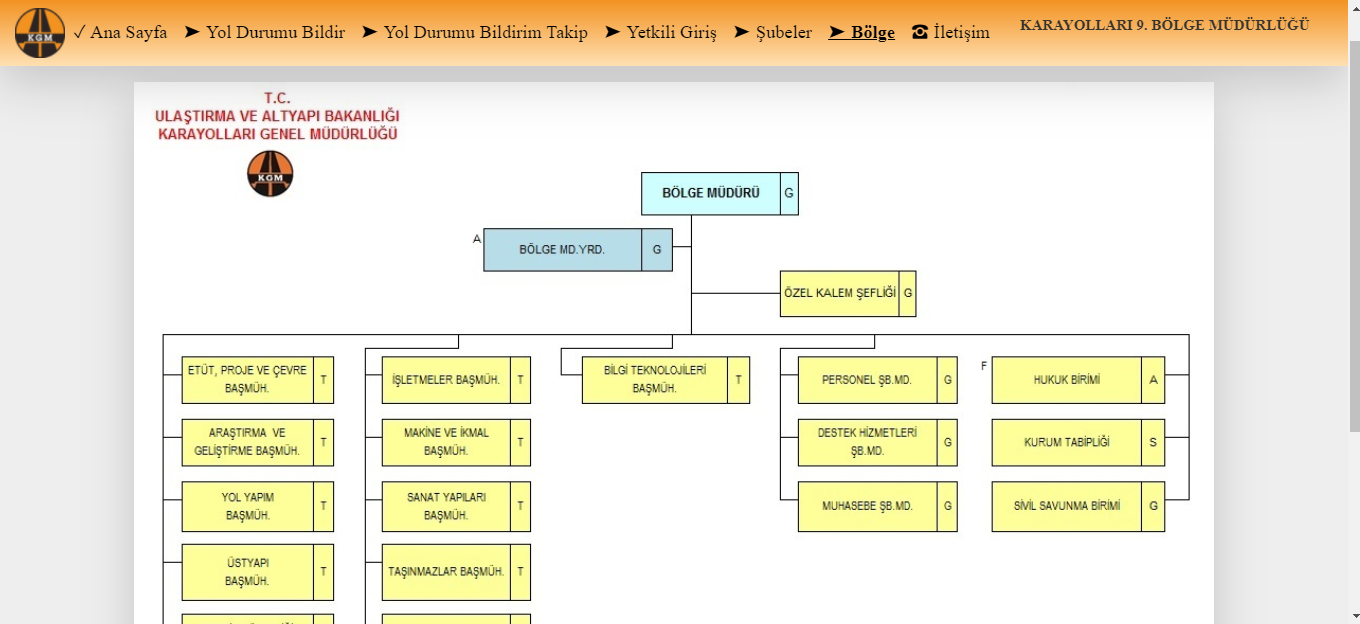 KGM
✓ Ana Sayfa ➤ Yol Durumu Bildir ➤ Yol Durumu Bildirim Takip ➤ Yetkili Giriş ➤ Şubeler ➤ Bölge ☎ İletişim
KARAYOLLARI 9. BÖLGE MÜDÜRLÜĞÜ
T.C.
ULAŞTIRMA VE ALTYAPI BAKANLIĞI
KARAYOLLARI GENEL MÜDÜRLÜĞÜ
KGM
BÖLGE MÜDÜRÜ G
A
BÖLGE MD.YRD. G
ÖZEL KALEM ŞEFLİĞİ G
ETÜT, PROJE VE ÇEVRE
BAŞMÜH. T
İŞLETMELER BAŞMÜH. T
BİLGİ TEKNOLOJİLERİ
BAŞMÜH. T
PERSONEL ŞB.MD. G
F
HUKUK BİRİMİ A
ARAŞTIRMA VE
GELİŞTİRME BAŞMÜH. T
MAKİNE VE İKMAL
BAŞMÜH. T
DESTEK HİZMETLERİ
ŞB.MD. G
KURUM TABİPLİĞİ S
YOL YAPIM
BAŞMÜH. T
SANAT YAPILARI
BAŞMÜH. T
MUHASEBE ŞB.MD. G
SİVİL SAVUNMA BİRİMİ G
ÜSTYAPI
BAŞMÜH. T
TAŞINMAZLAR BAŞMÜH. T